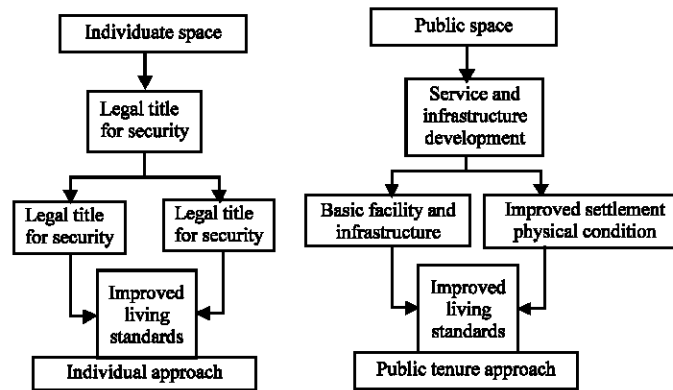 Individuate space
Legal title
for security
Legal title
for security
Legal title
for security
Improved
living
standards
Individual approach
Public space
Service and
infrastructure
development
Basic facility and
infrastructure
Improved settlement
physical condition
Improved
living
standards
Public tenure approach